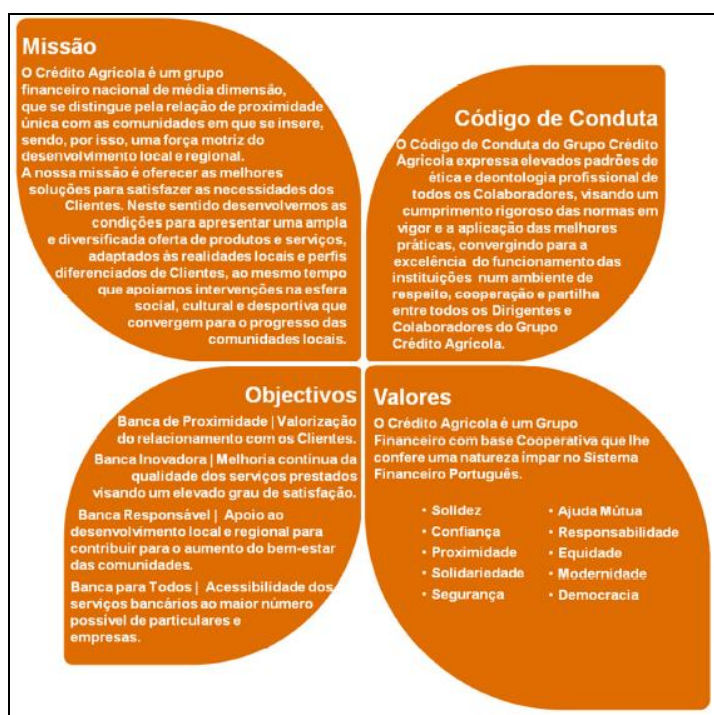 Missão
O Crédito Agrícola é um grupo
financeiro nacional de média dimensão,
que se distingue pela relação de proximidade
única com as comunidades em que se insere,
sendo, por isso, uma força motriz do
desenvolvimento local e regional.
A nossa missão é oferecer as melhores
soluções para satisfazer as necessidades dos
Clientes. Neste sentido desenvolvemos as
condições para apresentar uma ampla
e diversificada oferta de produtos e serviços,
adaptados às realidades locais e perfis
diferenciados de Clientes, ao mesmo tempo
que apoiamos intervenções na esfera
social, cultural e desportiva que
convergem para o progresso das
comunidades locais.
Código de Conduta
O Código de Conduta do Grupo Crédito
Agrícola expressa elevados padrões de
ética e deontologia profissional de
todos os Colaboradores, visando um
cumprimento rigoroso das normas em
vigor e a aplicação das melhores
práticas, convergindo para a
excelência do funcionamento das
instituições num ambiente de
respeito, cooperação e partilha
entre todos os Dirigentes e
Colaboradores do Grupo
Crédito Agrícola.
Objectivos
Banca de Proximidade | Valorização
do relacionamento com os Clientes.
Banca Inovadora | Melhoria contínua da
qualidade dos serviços prestados
visando um elevado grau de satisfação.
Banca Responsável | Apoio ao
desenvolvimento local e regional para
contribuir para o aumento do bem-estar
das comunidades.
Banca para Todos | Acessibilidade dos
serviços bancários ao maior número
possível de particulares e
empresas.
Valores
O Crédito Agrícola é um Grupo
Financeiro com base Cooperativa que lhe
confere uma natureza ímpar no Sistema
Financeiro Português.
• Solidez
• Confiança
• Proximidade
• Solidariedade
• Segurança
• Ajuda Mútua
• Responsabilidade
• Equidade
• Modernidade
• Democracia